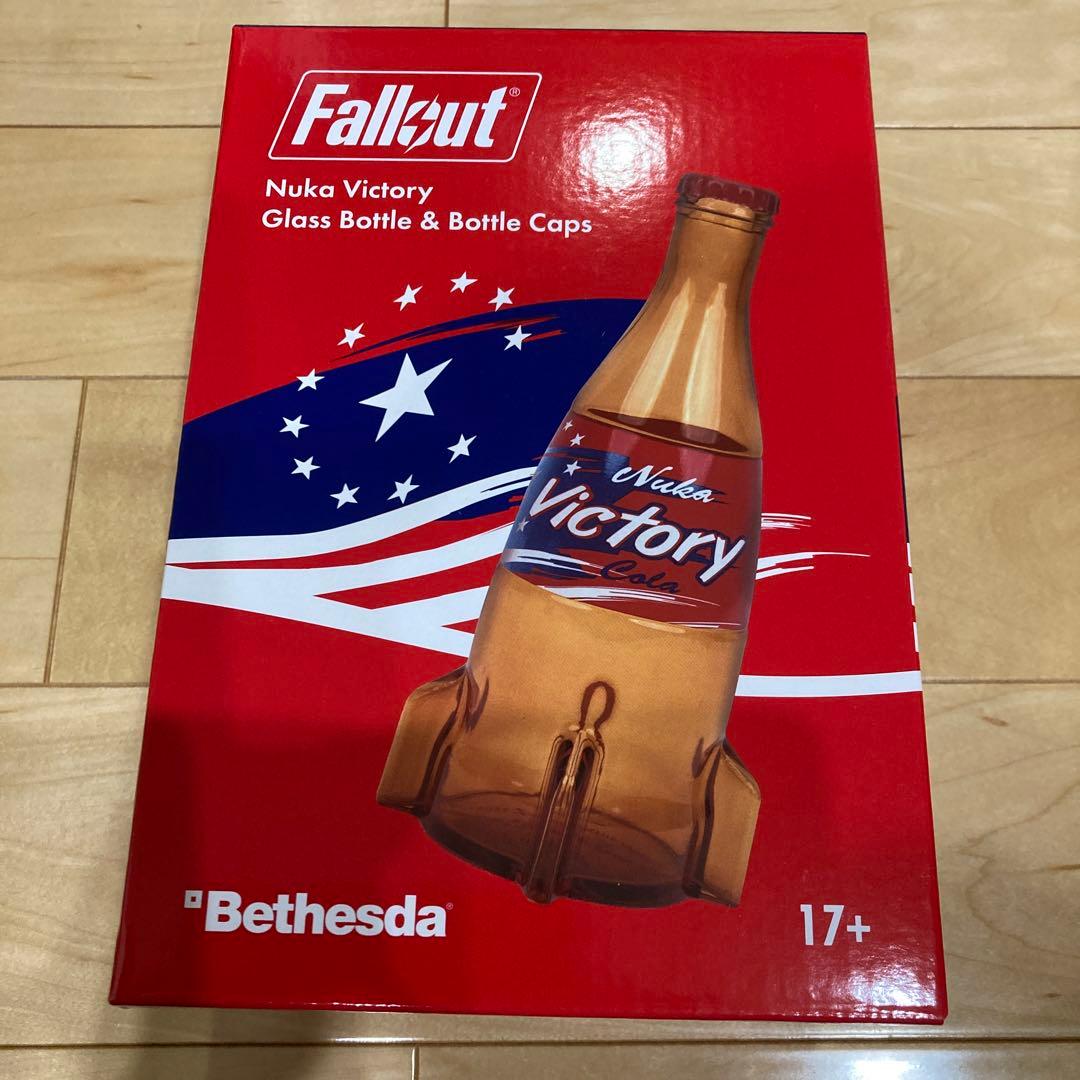 Fallout®
Nuka Victory
Glass Bottle & Bottle Caps
Nuka
Victory
Cola
Bethesda®
17+